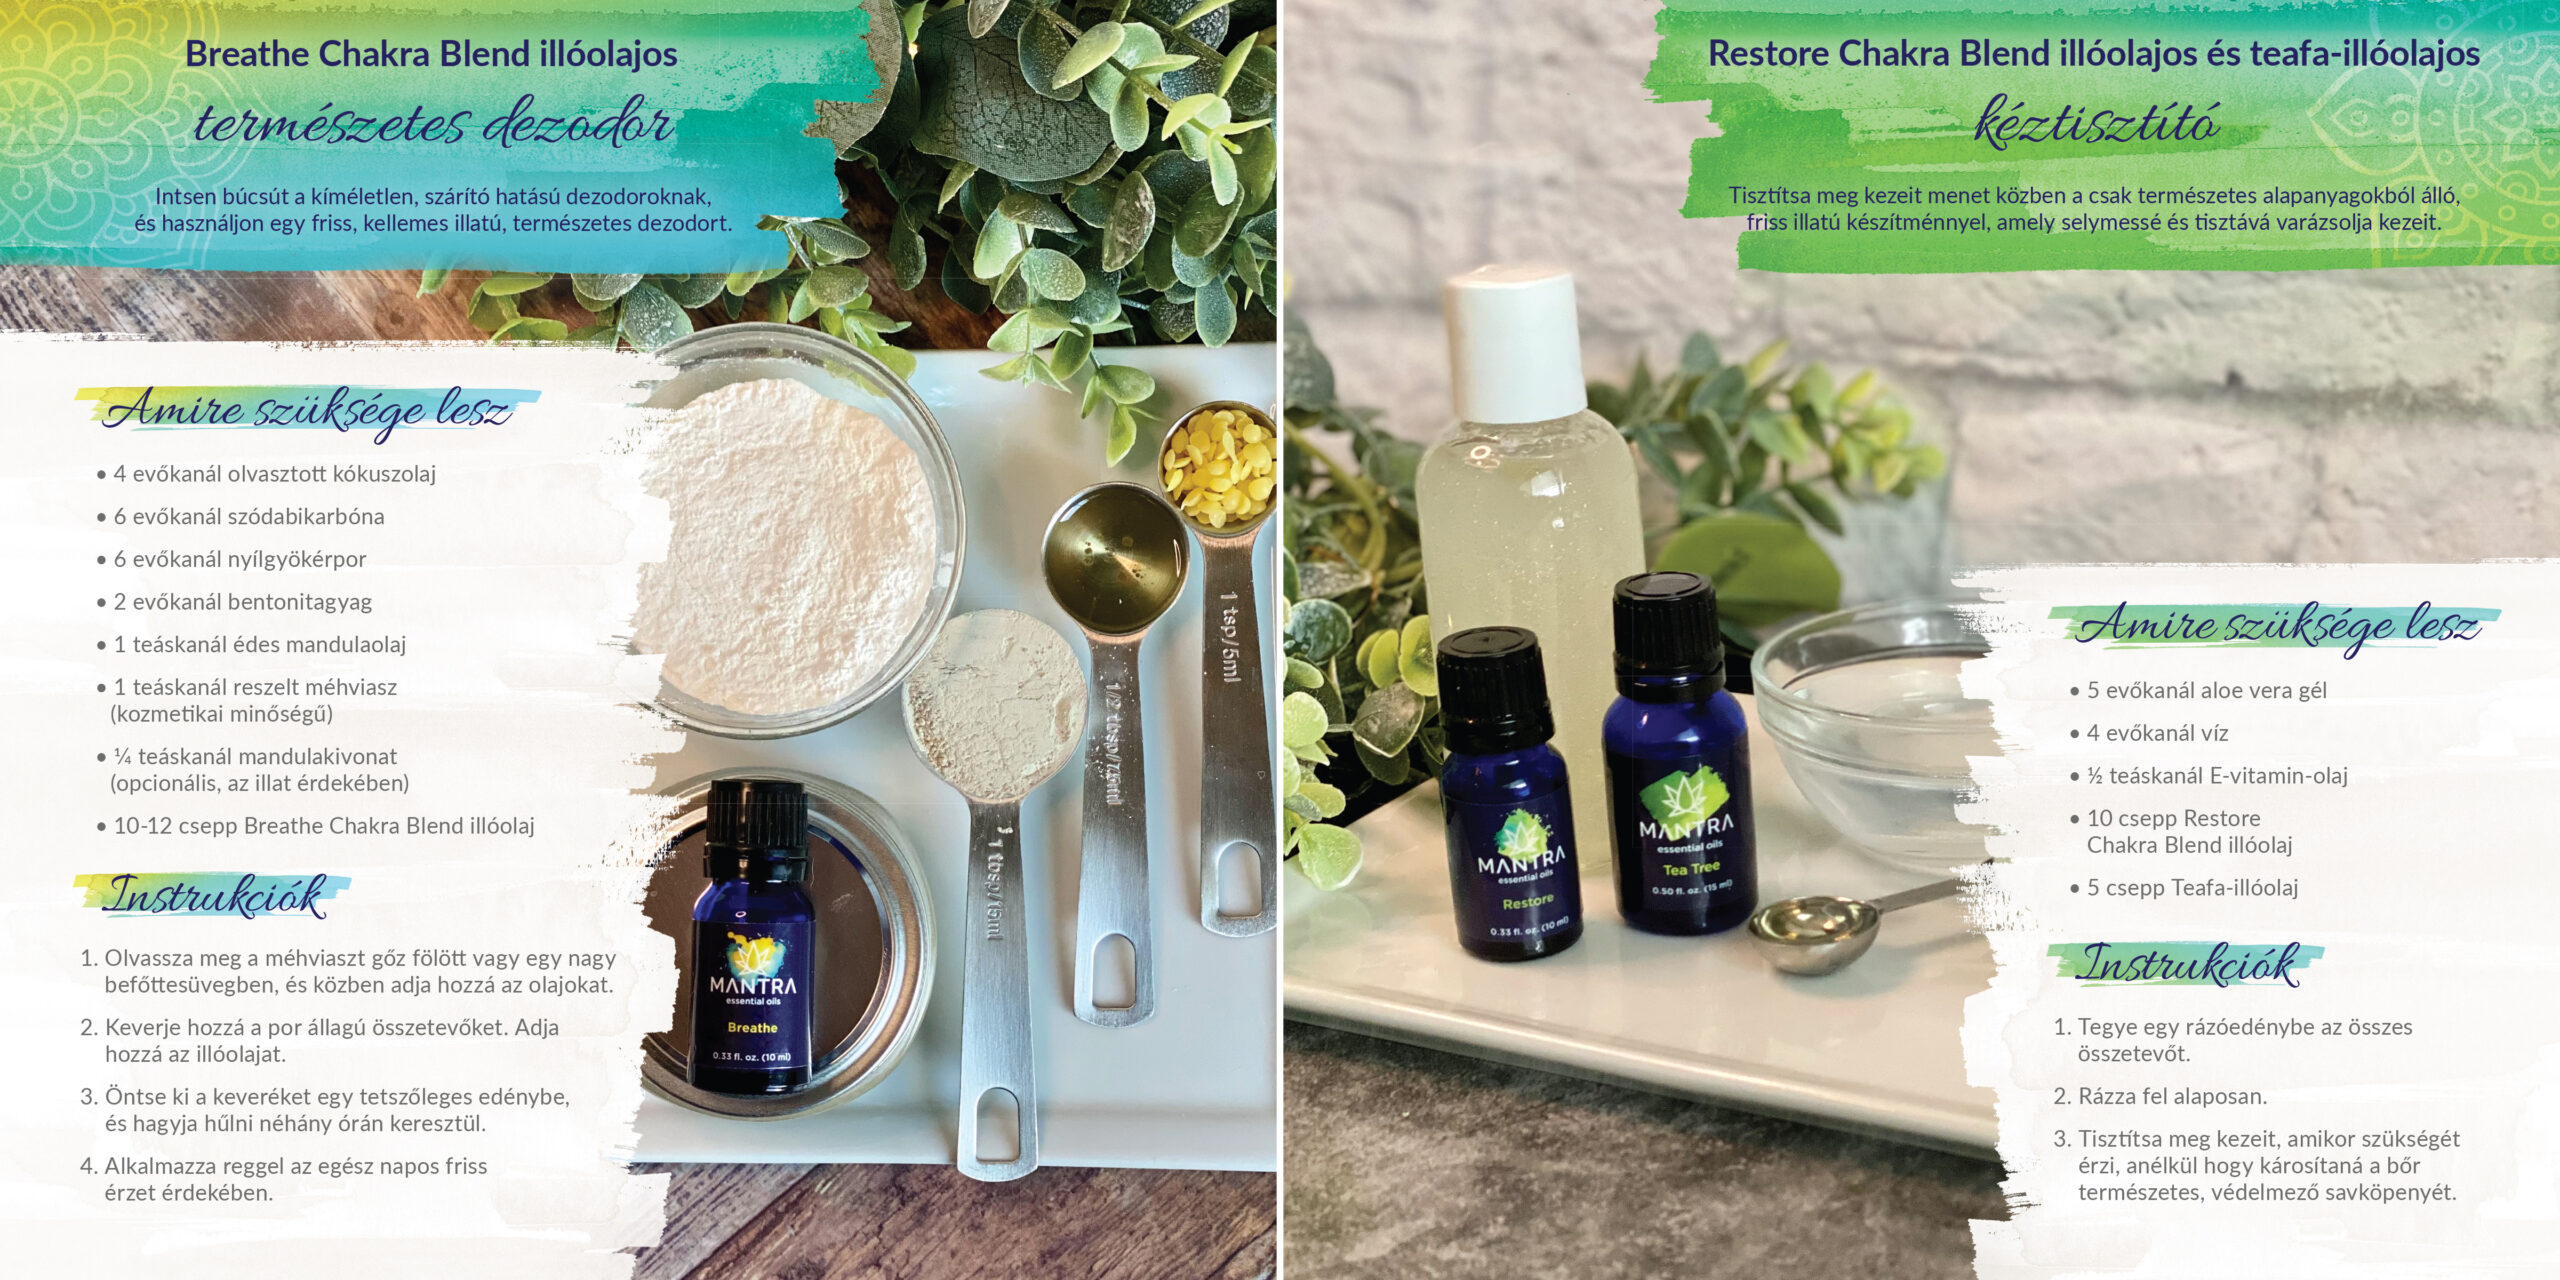 Breathe Chakra Blend illóolajos
természetes dezodor
Intsen búcsút a kíméletlen, szárító hatású dezodoroknak,
és használjon egy friss, kellemes illatú, természetes dezodort.
Amire szüksége lesz
• 4 evőkanál olvasztott kókuszolaj
• 6 evőkanál szódabikarbóna
• 6 evőkanál nyílgyökérpor
• 2 evőkanál bentonitagyag
• 1 teáskanál édes mandulaolaj
• 1 teáskanál reszelt méhviasz
(kozmetikai minőségű)
• ¼ teáskanál mandulakivonat
(opcionális, az illat érdekében)
• 10-12 csepp Breathe Chakra Blend illóolaj
Instrukciók
1. Olvassza meg a méhviaszt gőz fölött vagy egy nagy
befőttesüvegben, és közben adja hozzá az olajokat.
2. Keverje hozzá a por állagú összetevőket. Adja
hozzá az illóolajat.
3. Öntse ki a keveréket egy tetszőleges edénybe,
és hagyja hűlni néhány órán keresztül.
4. Alkalmazza reggel az egész napos friss
érzet érdekében.
MANTRA
essential oils
Breathe
0.33 fl. oz. (10 ml)
1 tbsp/15ml
1/2 tbsp/7.5ml
1 tsp/5ml
Restore Chakra Blend illóolajos és teafa-illóolajos
kéztisztító
Tisztítsa meg kezeit menet közben a csak természetes alapanyagokból álló,
friss illatú készítménnyel, amely selymessé és tisztává varázsolja kezeit.
MANTRA
essential oils
Restore
0.33 fl. oz. (10 ml)
MANTRA
essential oils
Tea Tree
0.50 fl. oz. (15 ml)
Amire szüksége lesz
• 5 evőkanál aloe vera gél
• 4 evőkanál víz
• ½ teáskanál E-vitamin-olaj
• 10 csepp Restore
Chakra Blend illóolaj
• 5 csepp Teafa-illóolaj
Instrukciók
1. Tegye egy rázóedénybe az összes
összetevőt.
2. Rázza fel alaposan.
3. Tisztítsa meg kezeit, amikor szükségét
érzi, anélkül hogy károsítaná a bőr
természetes, védelmező savköpenyét.